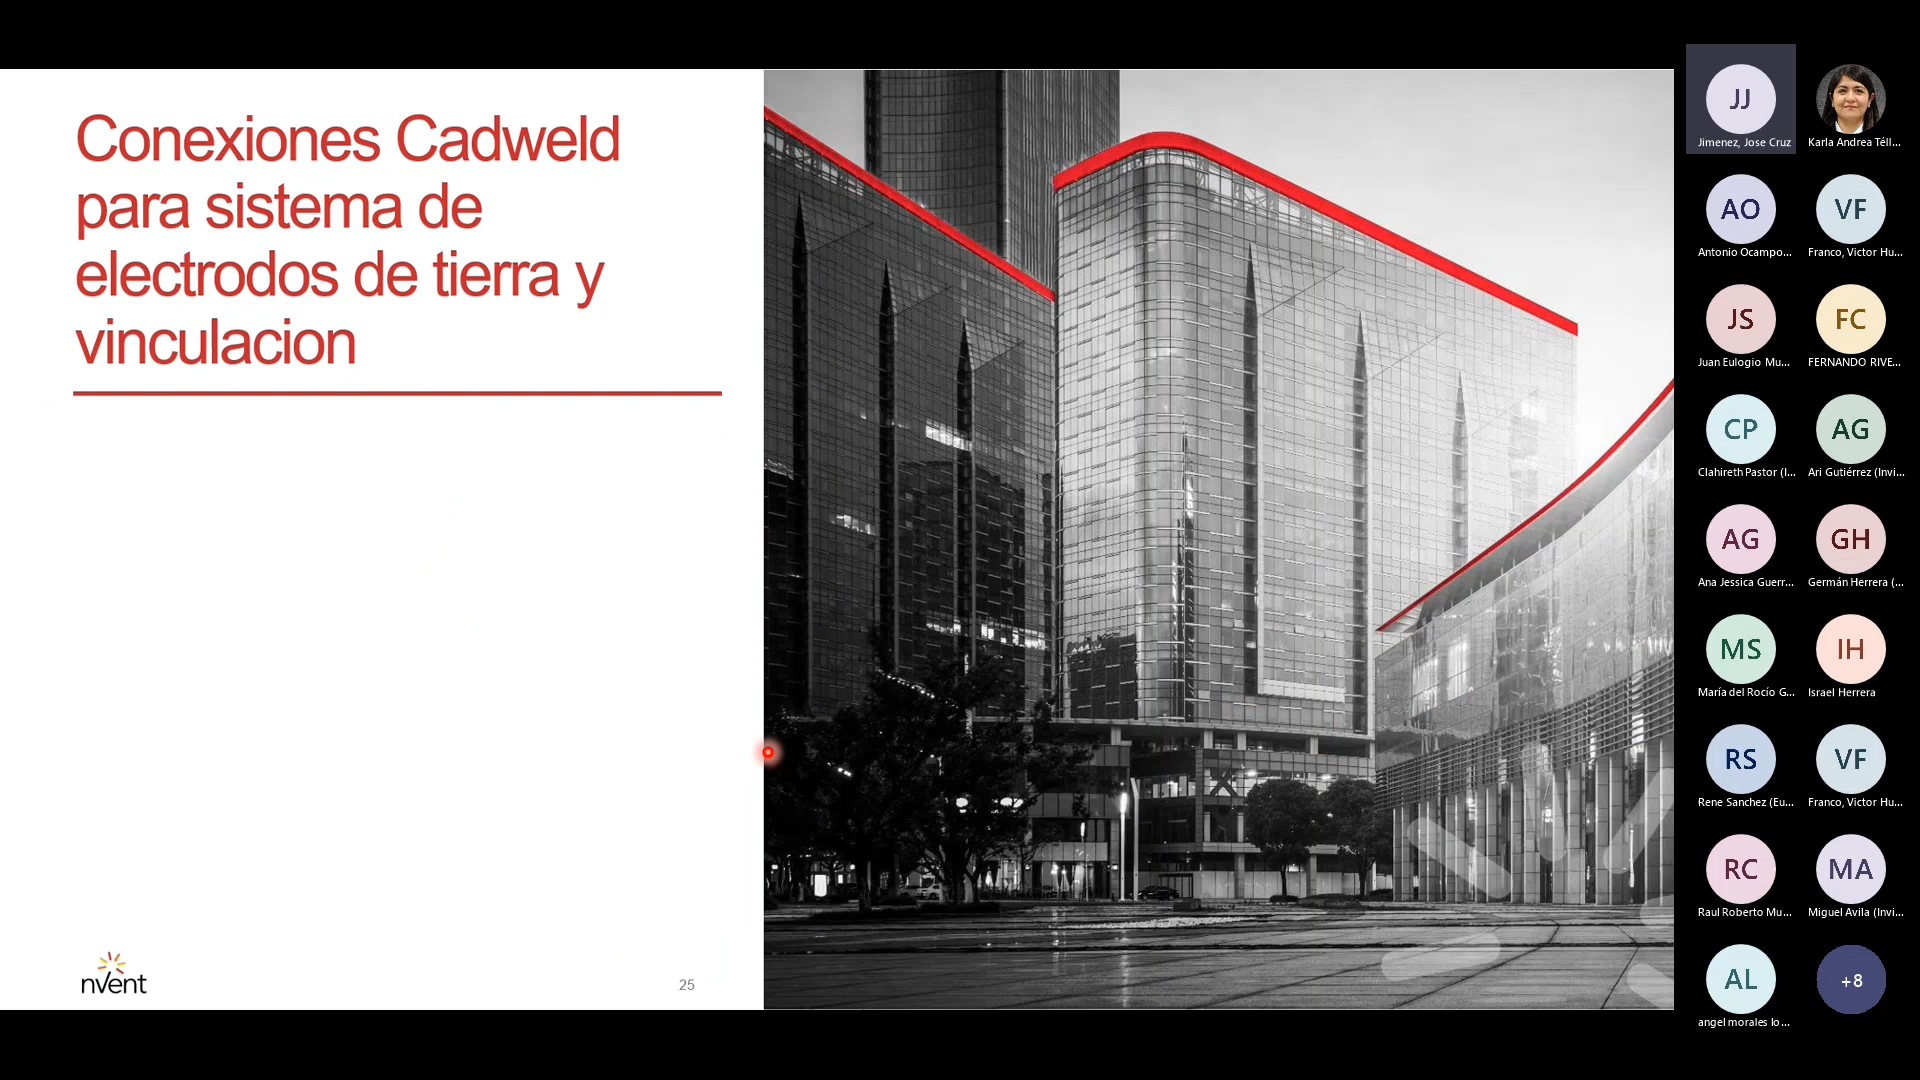 Conexiones Cadweld
para sistema de
electrodos de tierra y
vinculacion
nVent
25
JJ
Jimenez, Jose Cruz
Karla Andrea Téll...
AO
Antonio Ocampo...
VF
Franco, Victor Hu...
JS
Juan Eulogio Mu...
FC
FERNANDO RIVE...
CP
Clahireth Pastor (I...
AG
Ari Gutiérrez (Invi...
AG
Ana Jessica Guerr...
GH
Germán Herrera (...
MS
María del Rocío G...
IH
Israel Herrera
RS
Rene Sanchez (Eu...
VF
Franco, Victor Hu...
RC
Raul Roberto Mu...
MA
Miguel Avila (Invi...
AL
angel morales lo...
+8